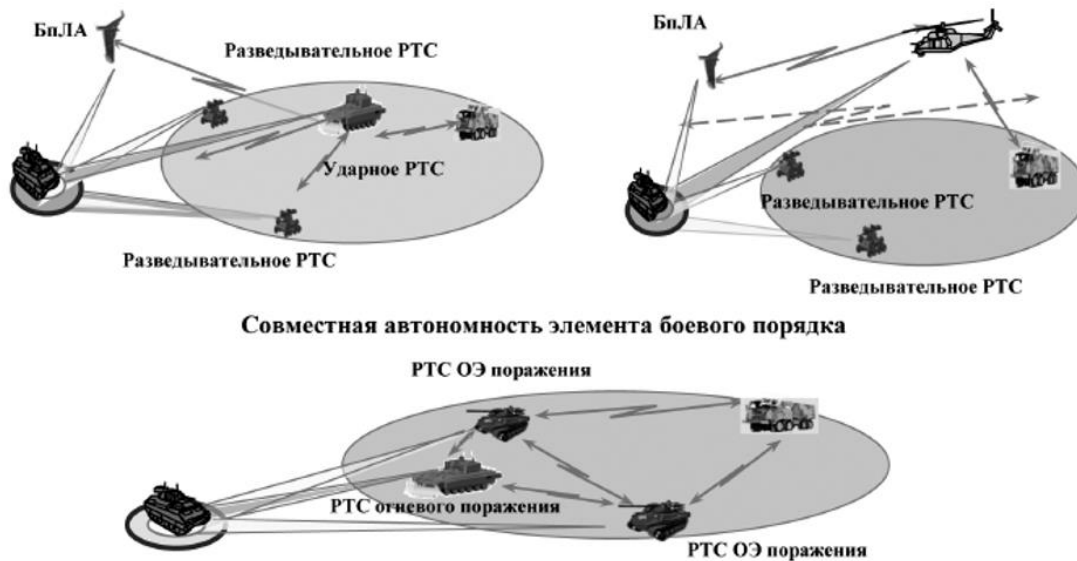 БпЛА
Разведывательное РТС
Ударное РТС
Разведывательное РТС
БпЛА
Разведывательное РТС
Разведывательное РТС
Совместная автономность элемента боевого порядка
РТС ОЭ поражения
РТС огневого поражения
РТС ОЭ поражения